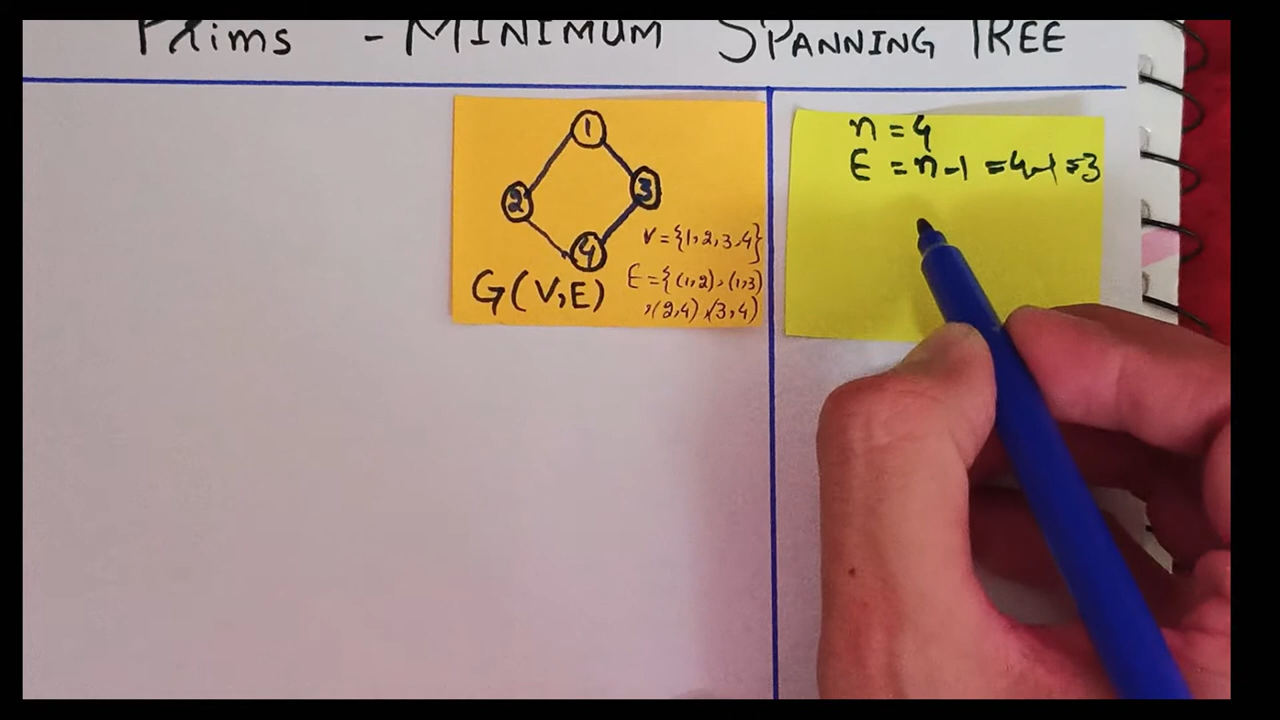 Prims - MINIMUM SPANNING TREE
1
2
3
4
V = {1,2,3,4}
E = {(1,2),(1,3)
,(2,4),(3,4)
G(V,E)
n = 4
E = n-1 = 4-1 = 3